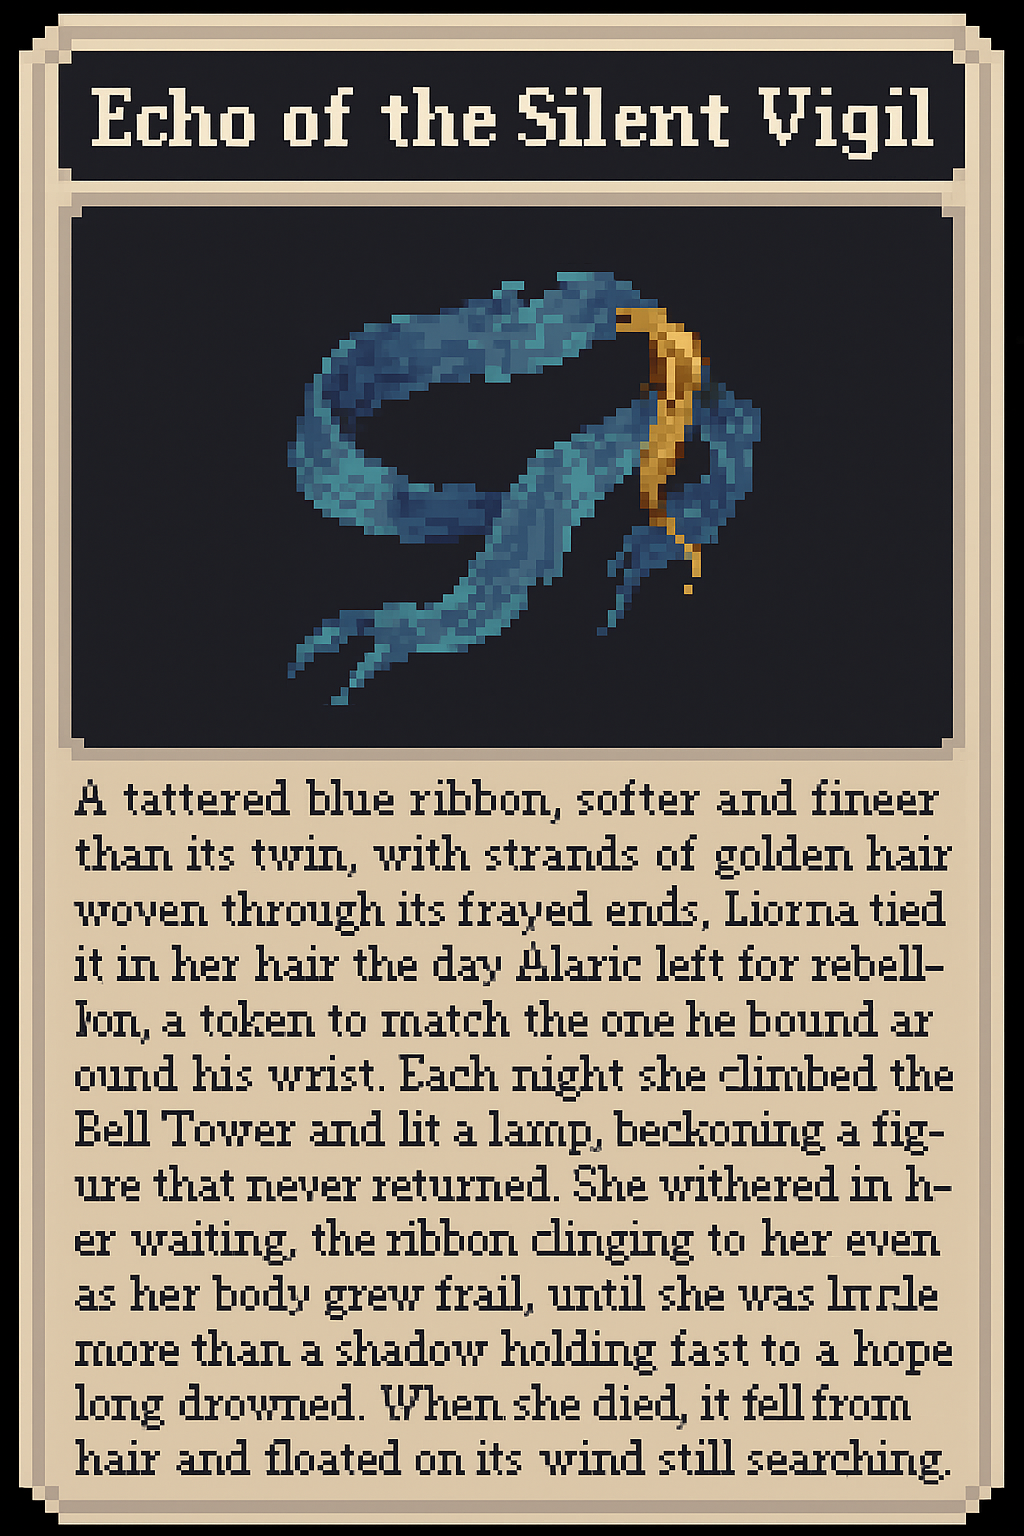 Echo of the Silent Vigil
A tattered blue ribbon, softer and fineer
than its twin, with strands of golden hair
woven through its frayed ends, Liorna tied
it in her hair the day Alaric left for rebell-
ion, a token to match the one he bound ar
ound his wrist. Each night she climbed the
Bell Tower and lit a lamp, beckoning a fig-
ure that never returned. She withered in h-
er waiting, the ribbon clinging to her even
as her body grew frail, until she was
more than a shadow holding fast to a hope
long drowned. When she died, it fell from
hair and floated on its wind still searching.